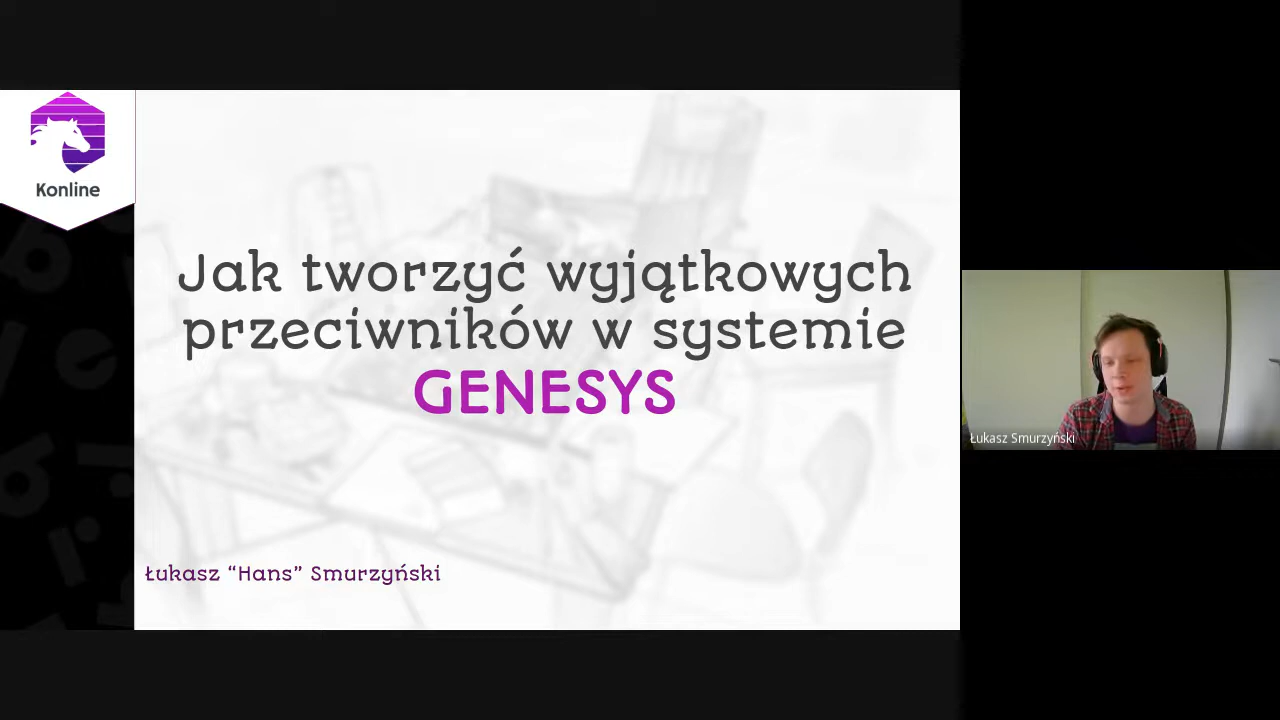 Konline
Jak tworzyć wyjątkowych
przeciwników w systemie
GENESYS
Łukasz “Hans” Smurzyński
Łukasz Smurzyński